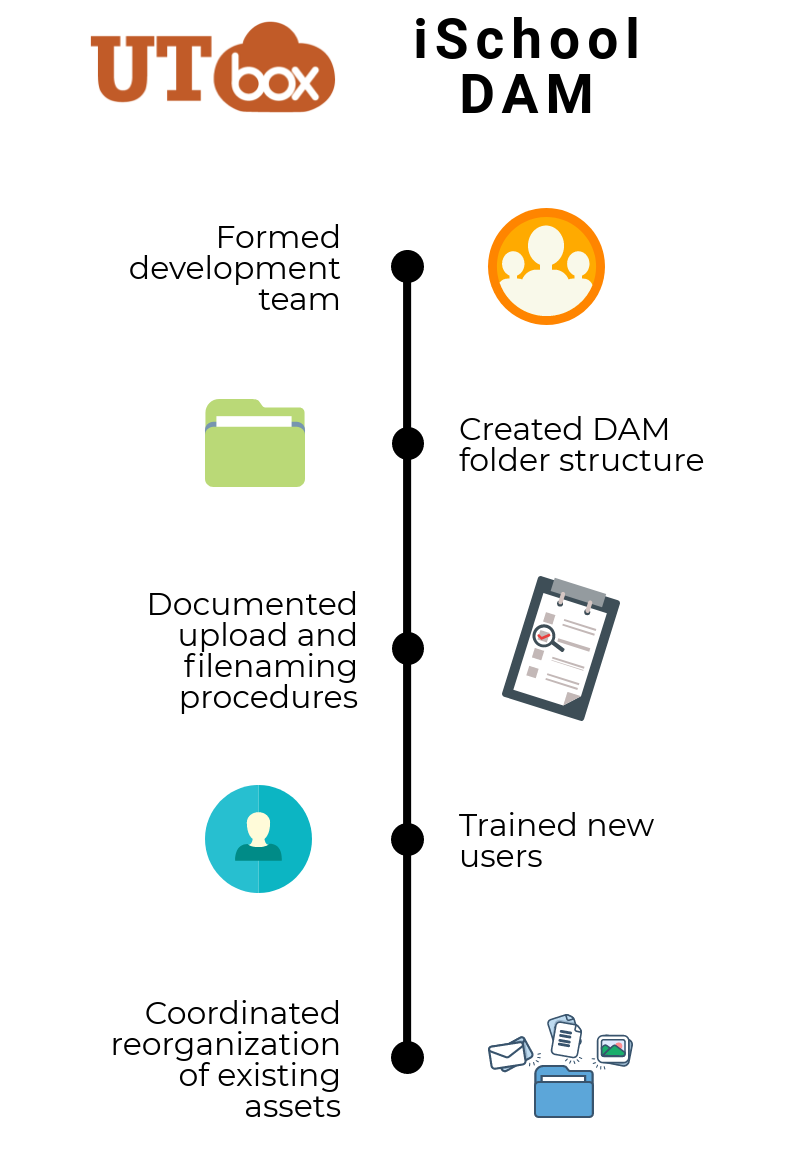 UT box
iSchool
DAM
Formed
development
team
Created DAM
folder structure
Documented
upload and
filenaming
procedures
Trained new
users
Coordinated
reorganization
of existing
assets